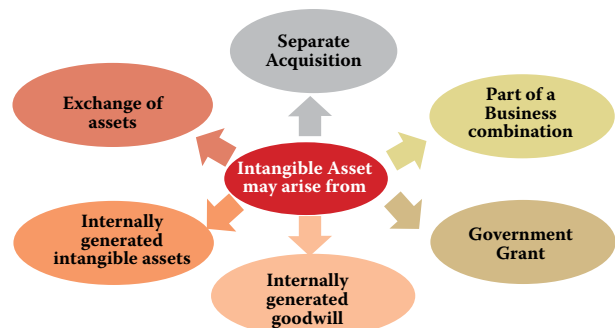 Separate
Acquisition
Exchange of
assets
Part of a
Business
combination
Intangible Asset
may arise from
Internally
generated
intangible assets
Government
Grant
Internally
generated
goodwill